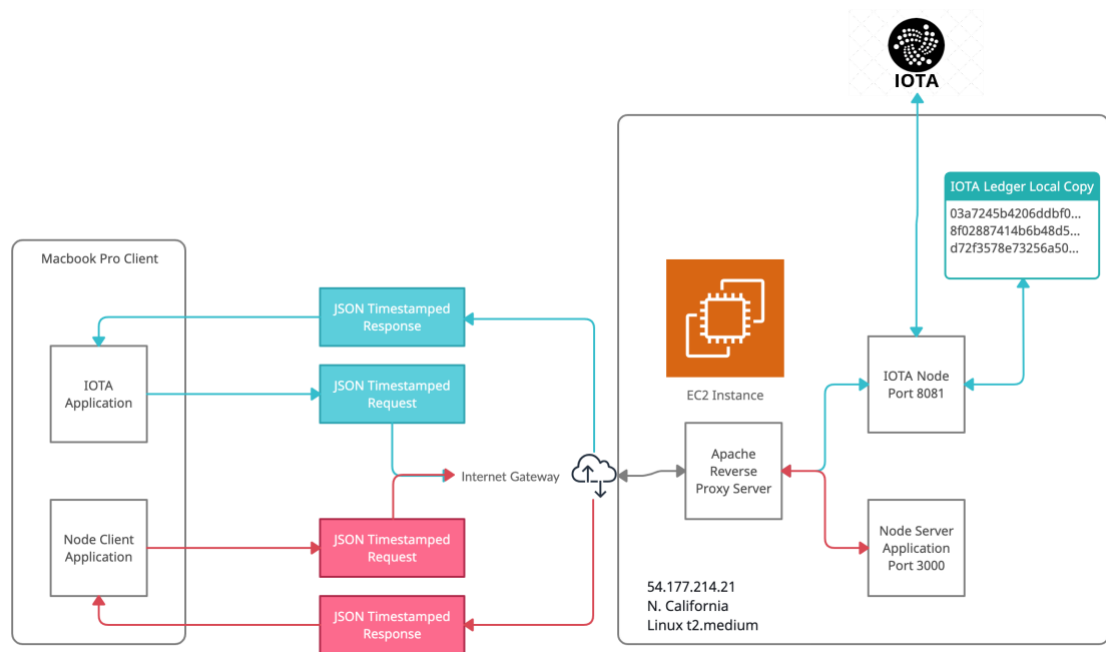 IOTA
IOTA Ledger Local Copy
03a7245b4206ddbf0...
8f02887414b6b48d5...
d72f3578e73256a50...
Macbook Pro Client
JSON Timestamped
Response
IOTA
Application
JSON Timestamped
Request
EC2 Instance
IOTA Node
Port 8081
Internet Gateway
Apache
Reverse
Proxy Server
Node Client
Application
JSON Timestamped
Request
Node Server
Application
Port 3000
JSON Timestamped
Response
54.177.214.21
N. California
Linux t2.medium